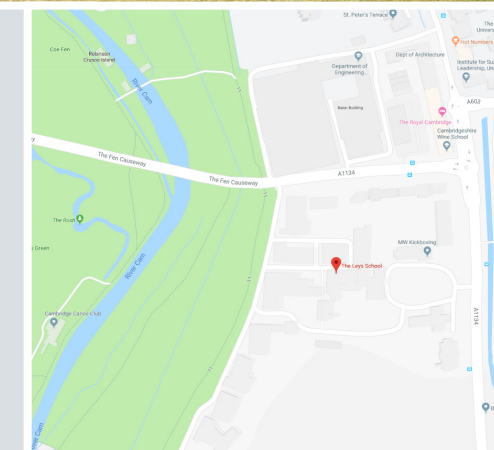 St. Peter's Terrace
The
Univers
Hot Numbers
Coe Fen
Robinson
Crusoe Island
Dept of Architecture
Department of
Engineering...
Institute for Su
Leadership, Uni
Baker Building
River Cam
A603
The Royal Cambridge
Cambridgeshire
Wine School
The Fen Causeway
The Fen Causeway
A1134
The Rush
Green
MW Kickboxing
The Leys School
River Cam
Cambridge Canoe Club
A1134
River Cam